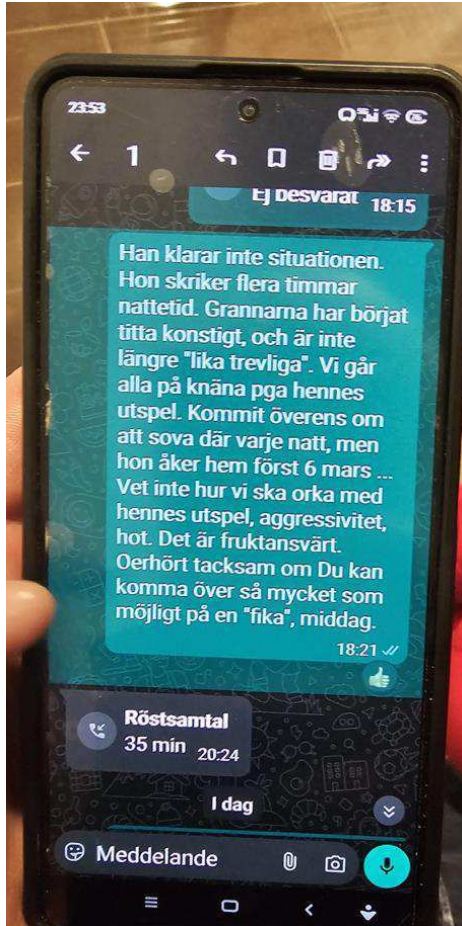 23:53
1
Ej besvarat 18:15
Han klarar inte situationen.
Hon skriker flera timmar
nattetid. Grannarna har börjat
titta konstigt, och är inte
längre "lika trevliga". Vi går
alla på knäna pga hennes
utspel. Kommit överens om
att sova där varje natt, men
hon åker hem först 6 mars ...
Vet inte hur vi ska orka med
hennes utspel, aggressivitet,
hot. Det är fruktansvärt.
Oerhört tacksam om Du kan
komma över så mycket som
möjligt på en "fika", middag.
18:21
Röstsamtal
35 min 20:24
I dag
Meddelande